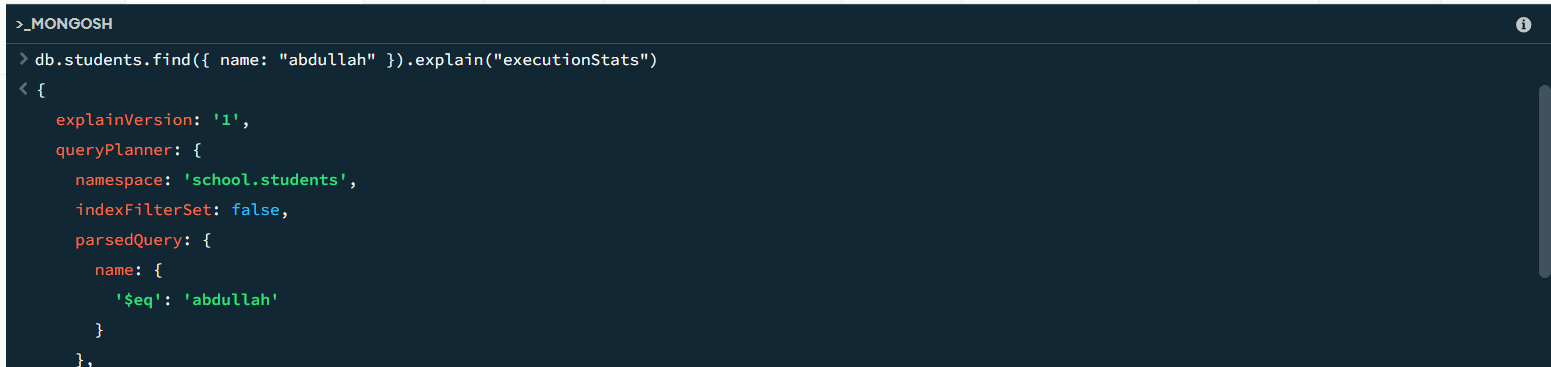 >_MONGOSH
> db.students.find({ name: "abdullah" }).explain("executionStats")
< {
explainVersion: '1',
queryPlanner: {
namespace: 'school.students',
indexFilterSet: false,
parsedQuery: {
name: {
'$eq': 'abdullah'
}
},